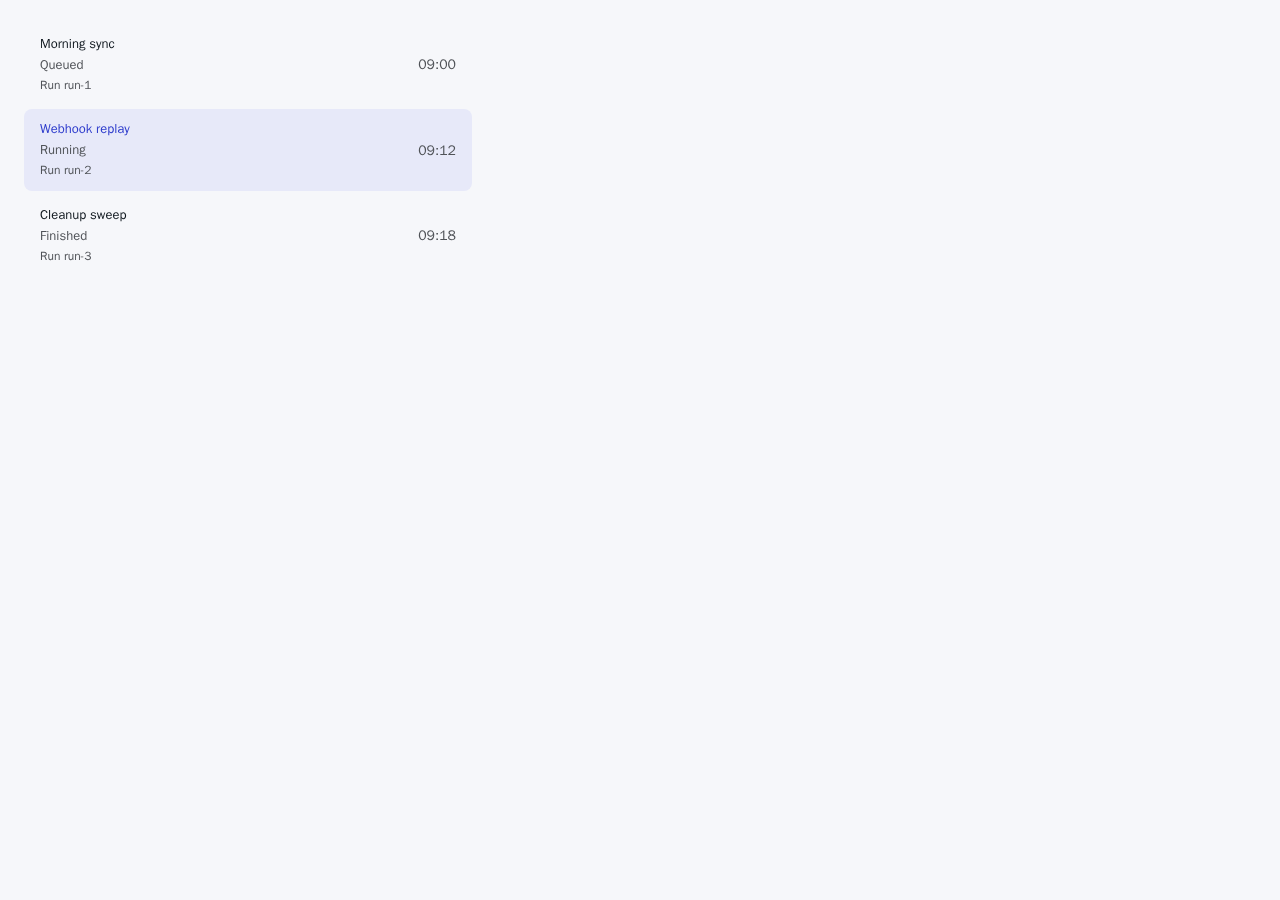 Morning sync
Queued
09:00
Run run-1
Webhook replay
Running
09:12
Run run-2
Cleanup sweep
Finished
09:18
Run run-3